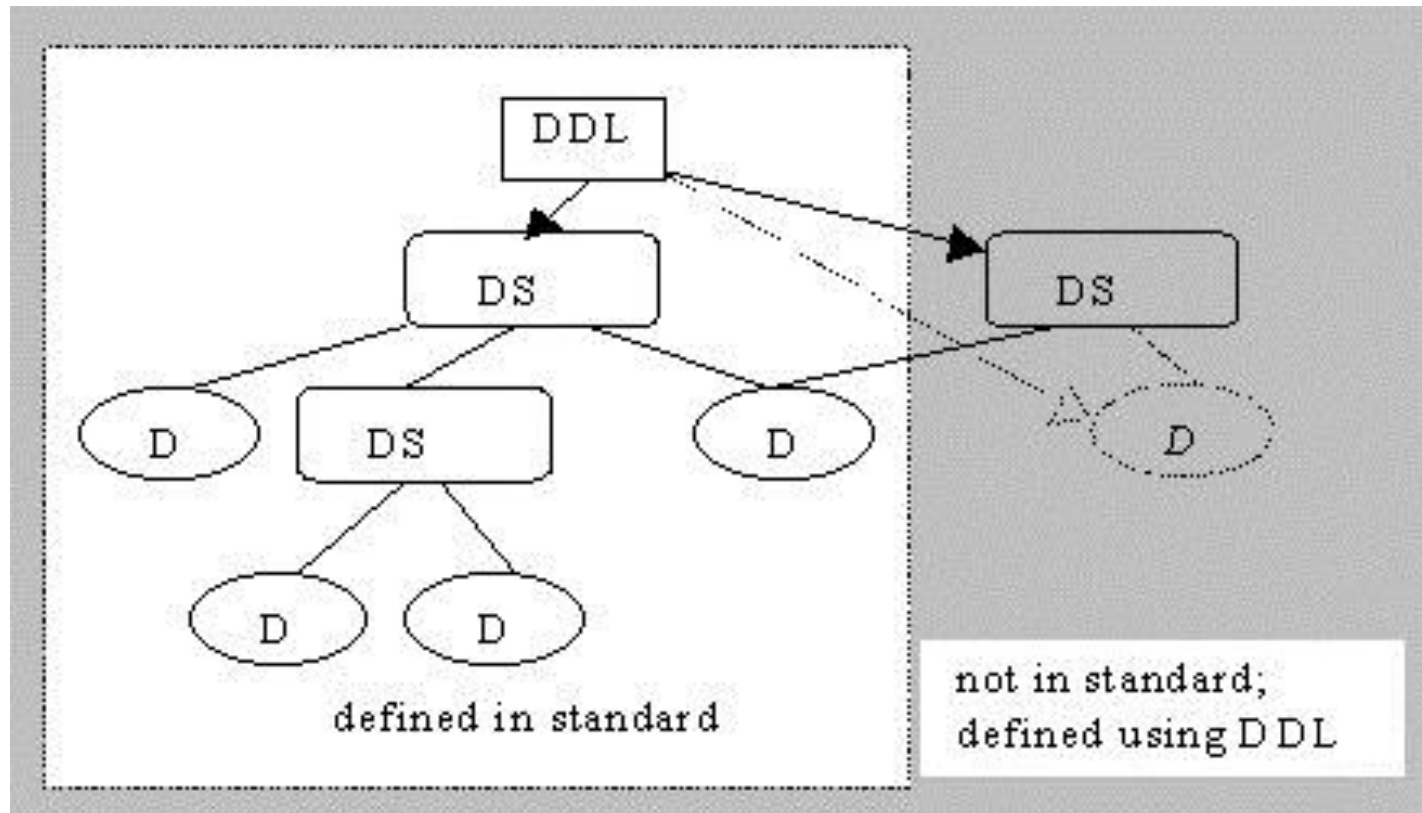 DDL
DS
DS
D
DS
D
D
D
D
defined in standard
not in standard;
defined using DDL